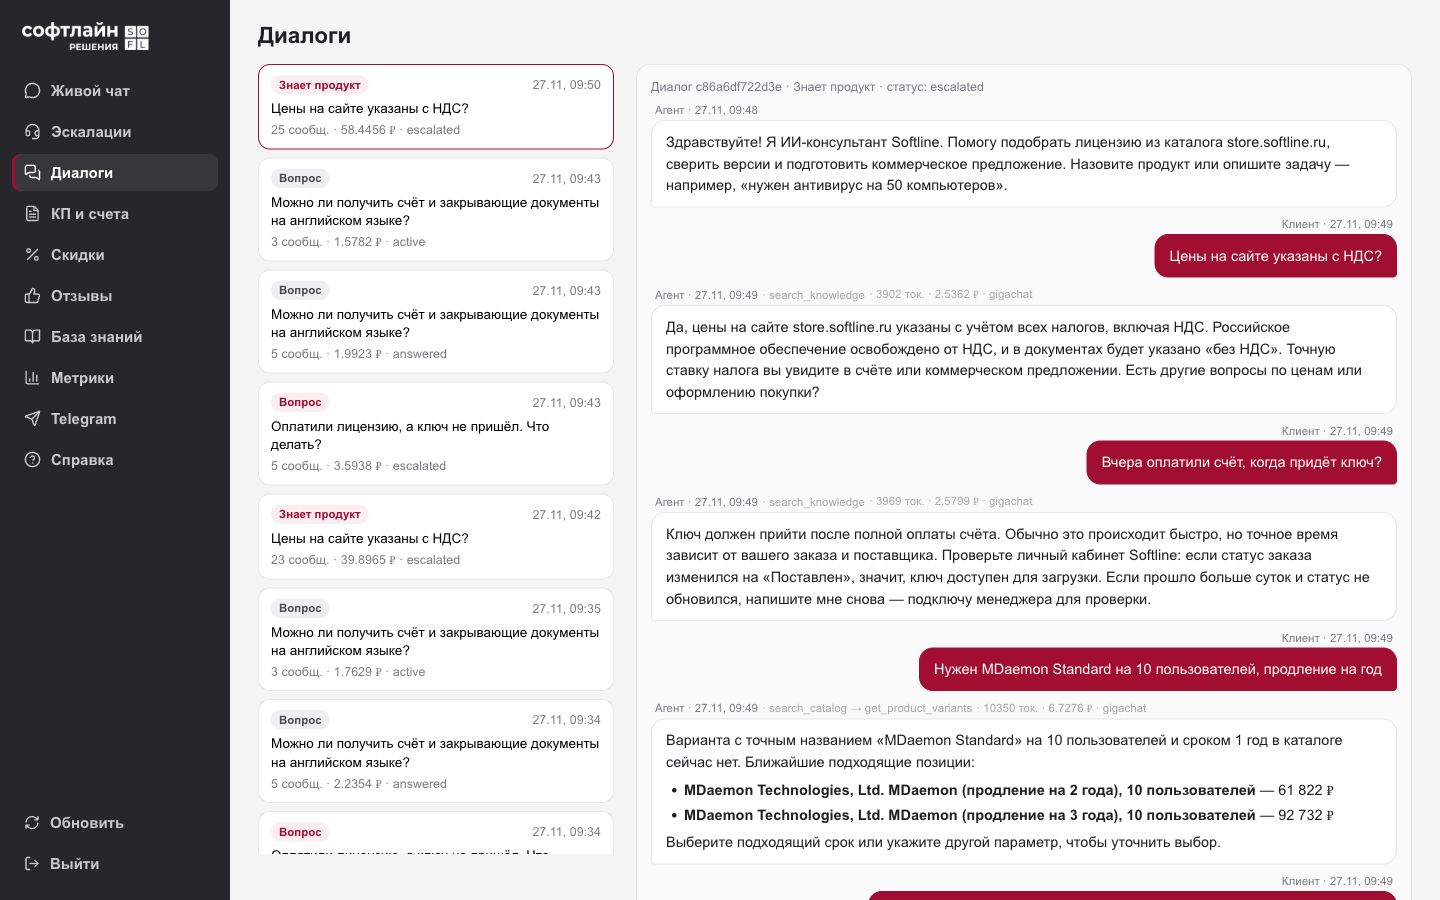 софтлайн
РЕШЕНИЯ
SO
FL
Живой чат
Эскалации
Диалоги
КП и счета
Скидки
Отзывы
База знаний
Метрики
Telegram
Справка
Обновить
Выйти
Диалоги
Знает продукт
27.11, 09:50
Цены на сайте указаны с НДС?
25 сообщ. · 58.4456 ₽ · escalated
Вопрос
27.11, 09:43
Можно ли получить счёт и закрывающие документы
на английском языке?
3 сообщ. · 1.5782 ₽ · active
Вопрос
27.11, 09:43
Можно ли получить счёт и закрывающие документы
на английском языке?
5 сообщ. · 1.9923 ₽ · answered
Вопрос
27.11, 09:43
Оплатили лицензию, а ключ не пришёл. Что
делать?
5 сообщ. · 3.5938 ₽ · escalated
Знает продукт
27.11, 09:42
Цены на сайте указаны с НДС?
23 сообщ. · 39.8965 ₽ · escalated
Вопрос
27.11, 09:35
Можно ли получить счёт и закрывающие документы
на английском языке?
3 сообщ. · 1.7629 ₽ · active
Вопрос
27.11, 09:34
Можно ли получить счёт и закрывающие документы
на английском языке?
5 сообщ. · 2.2354 ₽ · answered
Вопрос
27.11, 09:34
Диалог c86a6df722d3e · Знает продукт · статус: escalated
Агент · 27.11, 09:48
Здравствуйте! Я ИИ-консультант Softline. Помогу подобрать лицензию из каталога store.softline.ru,
сверить версии и подготовить коммерческое предложение. Назовите продукт или опишите задачу —
например, «нужен антивирус на 50 компьютеров».
Клиент · 27.11, 09:49
Цены на сайте указаны с НДС?
Агент · 27.11, 09:49 · search_knowledge · 3902 ток. · 2.5362 ₽ · gigachat
Да, цены на сайте store.softline.ru указаны с учётом всех налогов, включая НДС. Российское
программное обеспечение освобождено от НДС, и в документах будет указано «без НДС». Точную
ставку налога вы увидите в счёте или коммерческом предложении. Есть другие вопросы по ценам или
оформлению покупки?
Клиент · 27.11, 09:49
Вчера оплатили счёт, когда придёт ключ?
Агент · 27.11, 09:49 · search_knowledge · 3969 ток. · 2.5799 ₽ · gigachat
Ключ должен прийти после полной оплаты счёта. Обычно это происходит быстро, но точное время
зависит от вашего заказа и поставщика. Проверьте личный кабинет Softline: если статус заказа
изменился на «Поставлен», значит, ключ доступен для загрузки. Если прошло больше суток и статус не
обновился, напишите мне снова — подключу менеджера для проверки.
Клиент · 27.11, 09:49
Нужен MDaemon Standard на 10 пользователей, продление на год
Агент · 27.11, 09:49 · search_catalog → get_product_variants · 10350 ток. · 6.7276 ₽ · gigachat
Варианта с точным названием «MDaemon Standard» на 10 пользователей и сроком 1 год в каталоге
сейчас нет. Ближайшие подходящие позиции:
• MDaemon Technologies, Ltd. MDaemon (продление на 2 года), 10 пользователей — 61 822 ₽
• MDaemon Technologies, Ltd. MDaemon (продление на 3 года), 10 пользователей — 92 732 ₽
Выберите подходящий срок или укажите другой параметр, чтобы уточнить выбор.
Клиент · 27.11, 09:49